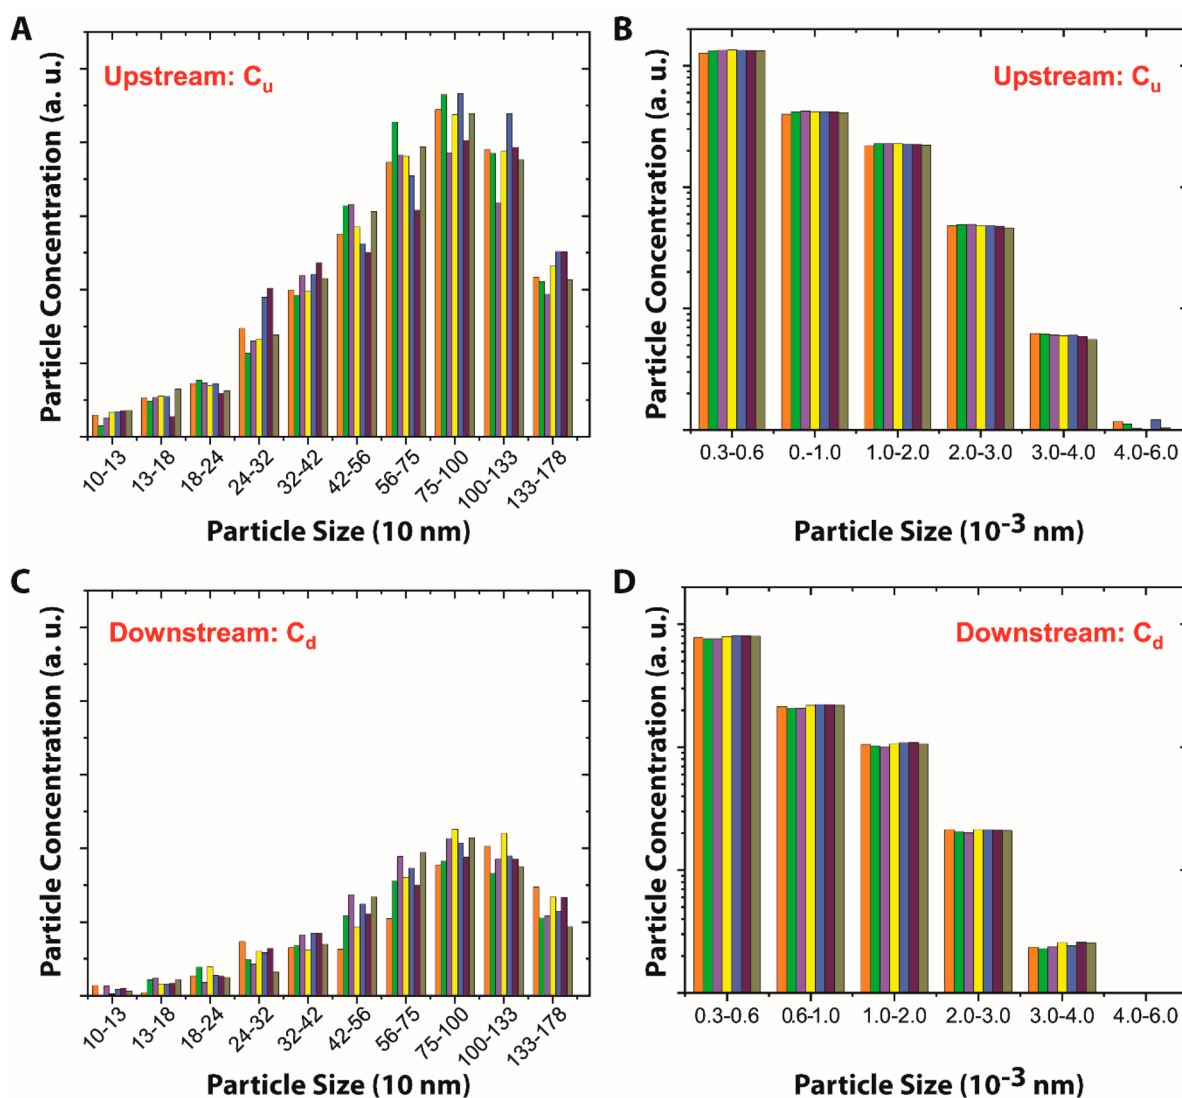 A
Particle Concentration (a. u.)
Upstream: Cu
10-13
13-18
18-24
24-32
32-42
42-56
56-75
75-100
100-133
133-178
Particle Size (10 nm)
B
Particle Concentration (a. u.)
Upstream: Cu
0.3-0.6
0.-1.0
1.0-2.0
2.0-3.0
3.0-4.0
4.0-6.0
Particle Size (10-3 nm)
C
Particle Concentration (a. u.)
Downstream: Cd
10-13
13-18
18-24
24-32
32-42
42-56
56-75
75-100
100-133
133-178
Particle Size (10 nm)
D
Particle Concentration (a. u.)
Downstream: Cd
0.3-0.6
0.6-1.0
1.0-2.0
2.0-3.0
3.0-4.0
4.0-6.0
Particle Size (10-3 nm)